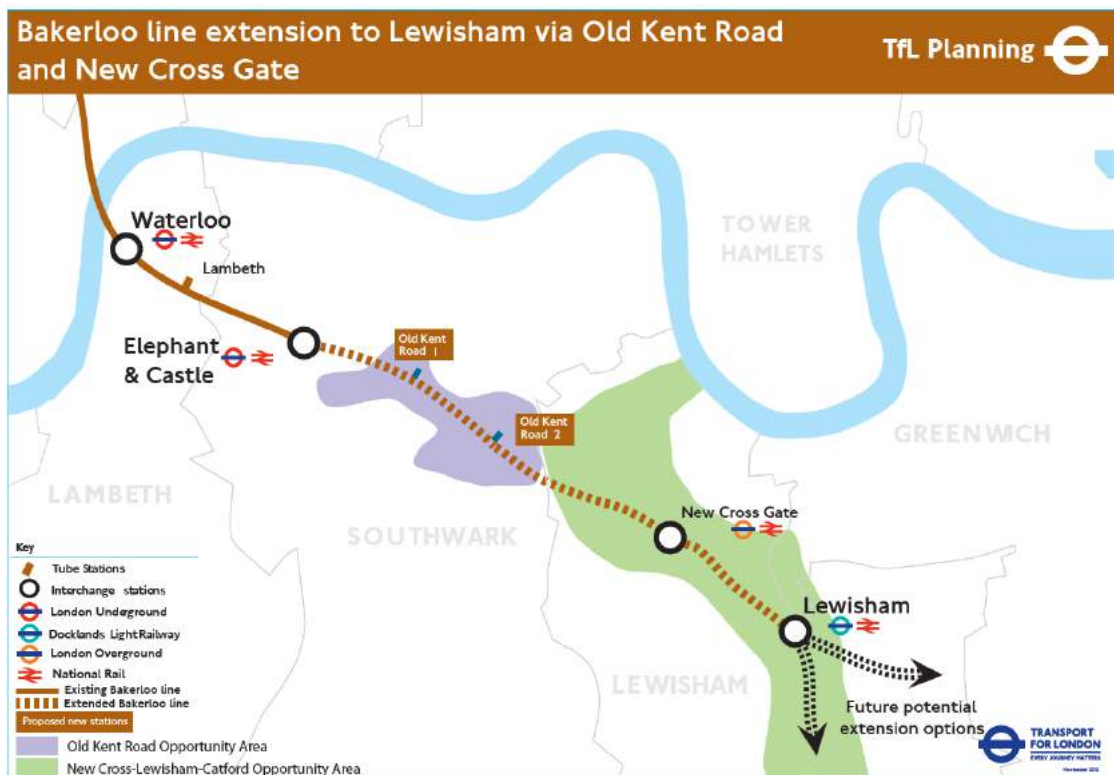 Bakerloo line extension to Lewisham via Old Kent Road
and New Cross Gate
TfL Planning
Waterloo
Lambeth
TOWER
HAMLETS
Elephant
& Castle
Old Kent
Road 1
Old Kent
Road 2
GREENWICH
LAMBETH
SOUTHWARK
New Cross Gate
Lewisham
LEWISHAM
Future potential
extension options
Key
Tube Stations
Interchange stations
London Underground
Docklands Light Railway
London Overground
National Rail
Existing Bakerloo line
Extended Bakerloo line
Proposed new stations
Old Kent Road Opportunity Area
New Cross-Lewisham-Catford Opportunity Area
TRANSPORT
FOR LONDON
EVERY JOURNEY MATTERS